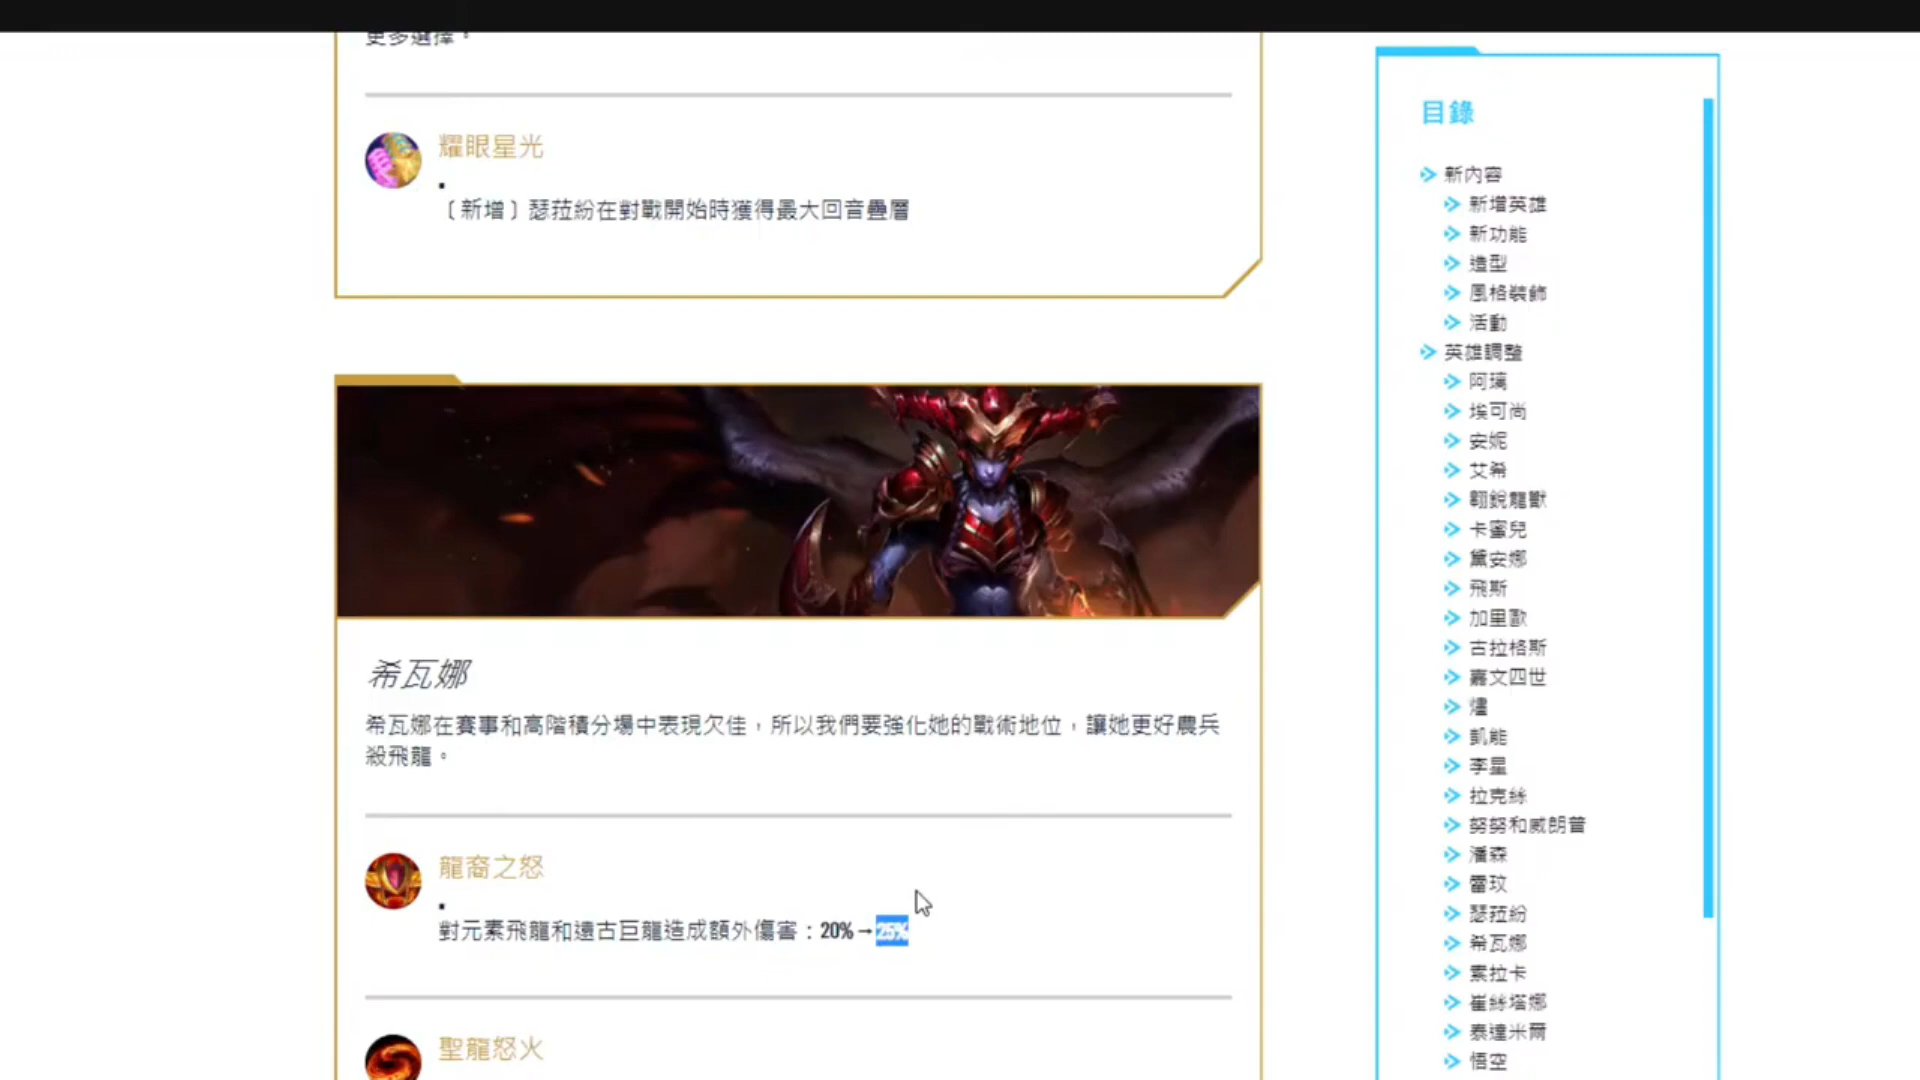 更多選擇。
耀眼星光
〔新增〕瑟菈紛在對戰開始時獲得最大回音疊層
希瓦娜
希瓦娜在賽事和高階積分場中表現欠佳，所以我們要強化她的戰術地位，讓她更好農兵
殺飛龍。
龍裔之怒
對元素飛龍和遠古巨龍造成額外傷害：20%→25%
聖龍怒火
目錄
新內容
新增英雄
新功能
造型
風格裝飾
活動
英雄調整
阿璃
埃可尚
安妮
艾希
翱銳龍獸
卡蜜兒
黛安娜
飛斯
加里歐
古拉格斯
嘉文四世
燼
凱能
李星
拉克絲
努努和威朗普
潘森
雷玟
瑟菈紛
希瓦娜
索拉卡
崔絲塔娜
泰達米爾
悟空